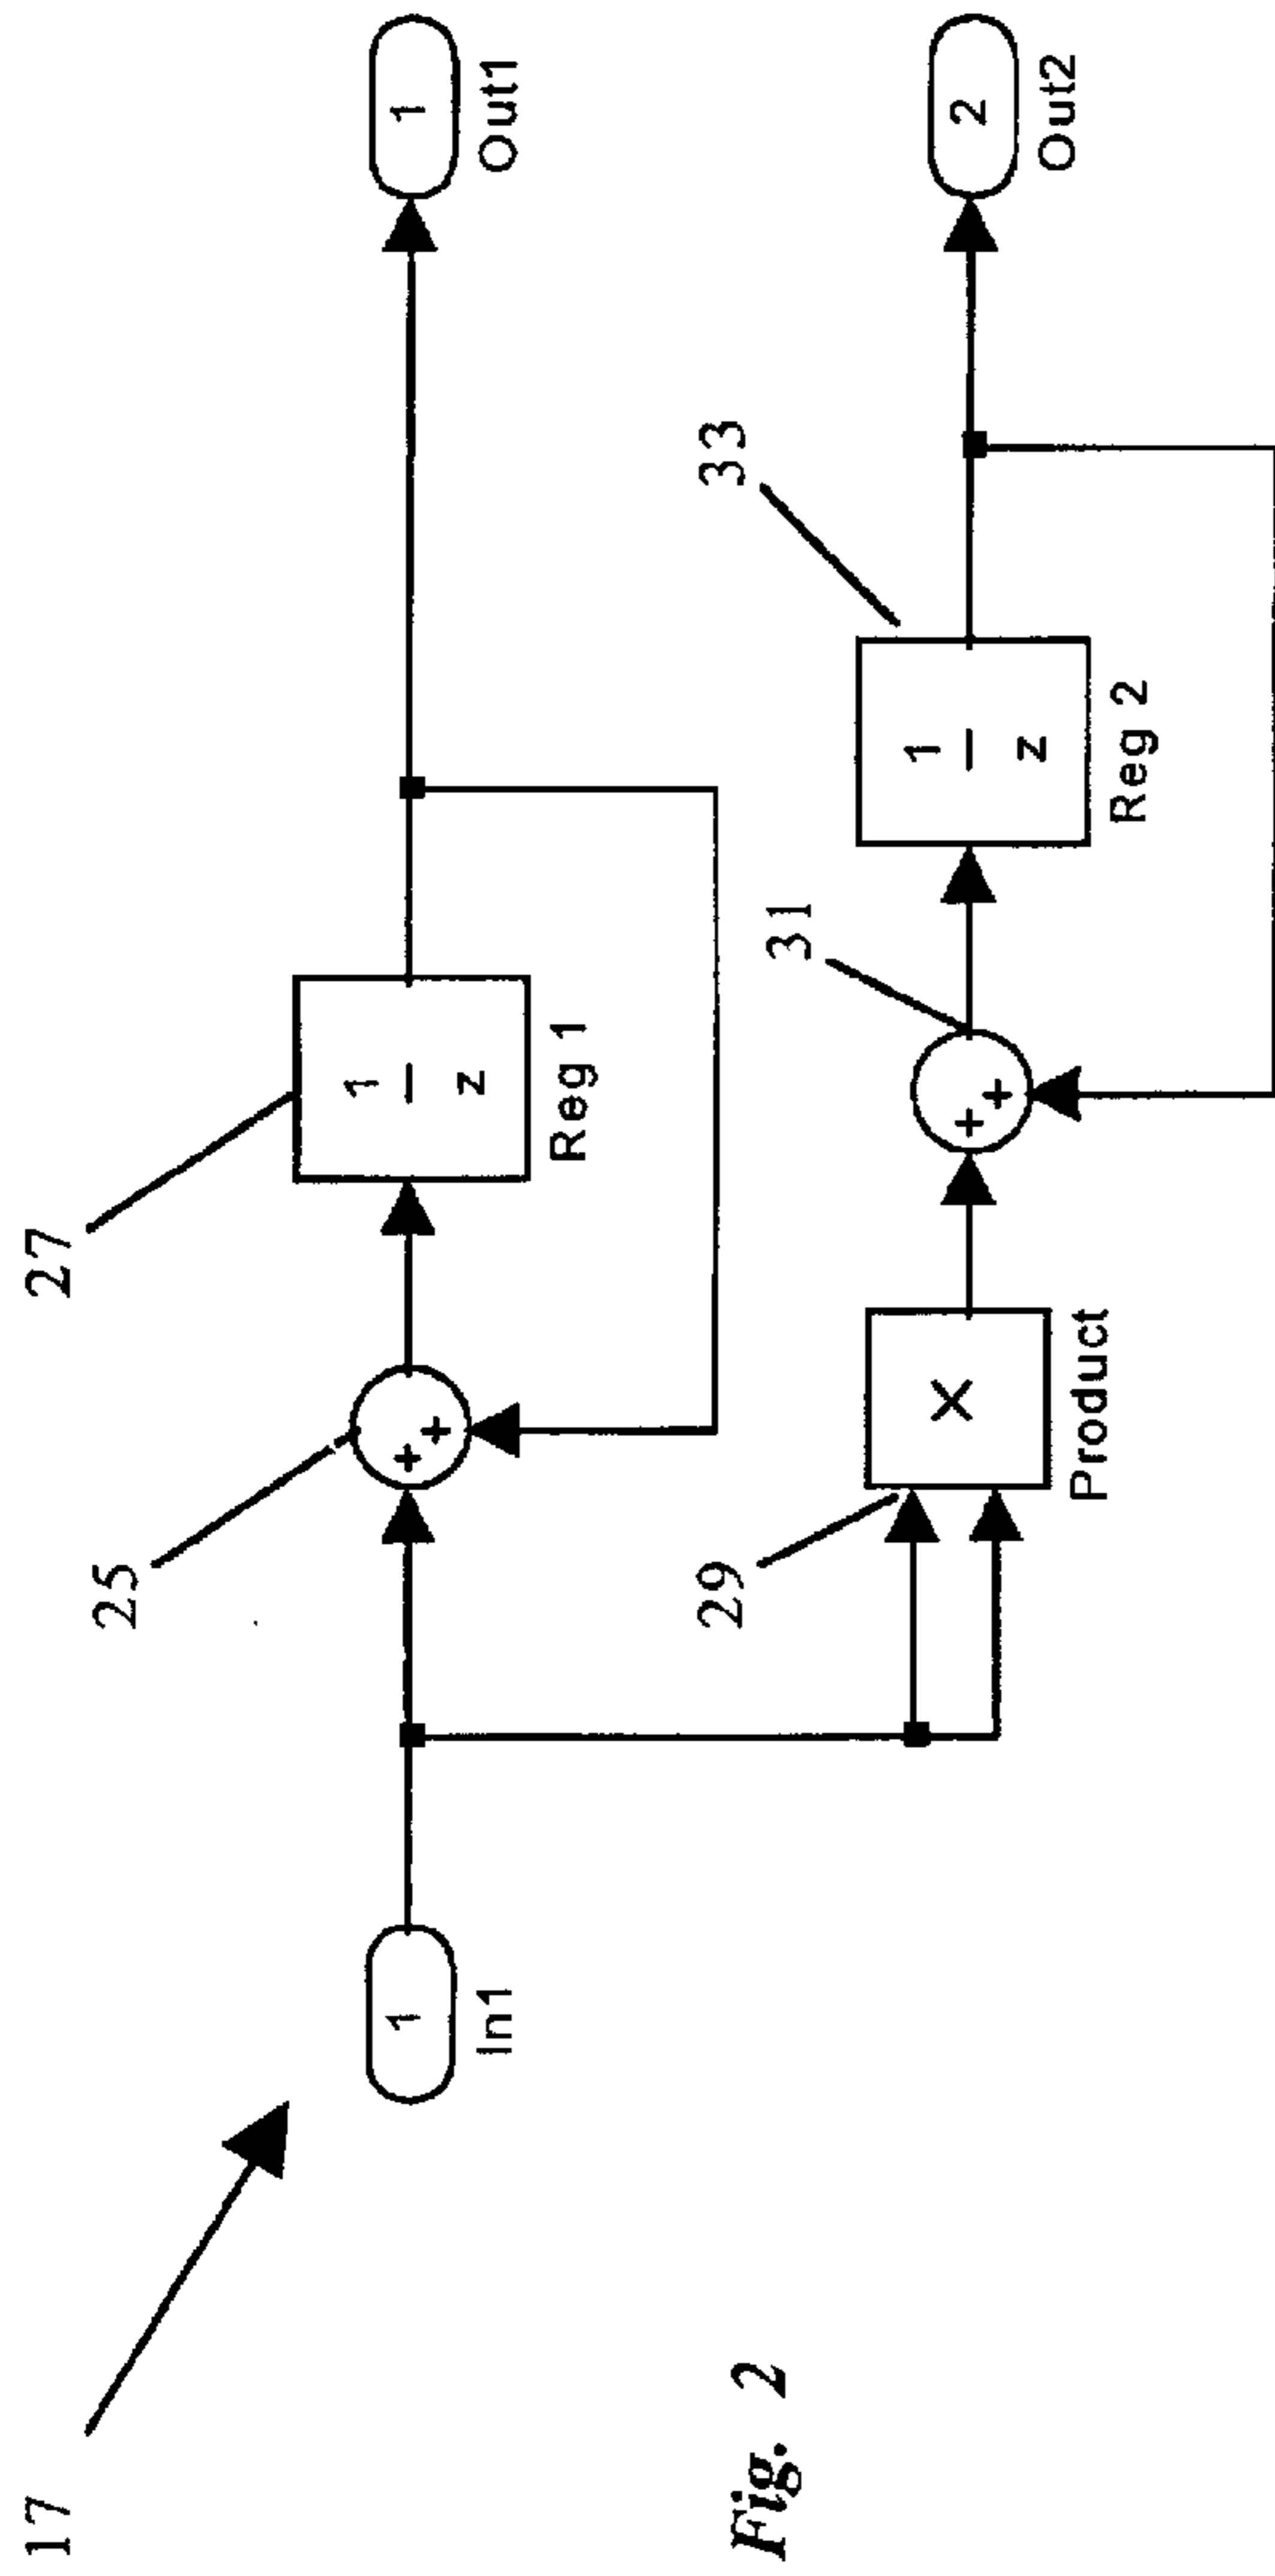 17
27
25
1
In1
+
+
1
z
Reg 1
1
Out1
29
31
33
X
Product
+
+
1
z
Reg 2
2
Out2
Fig. 2